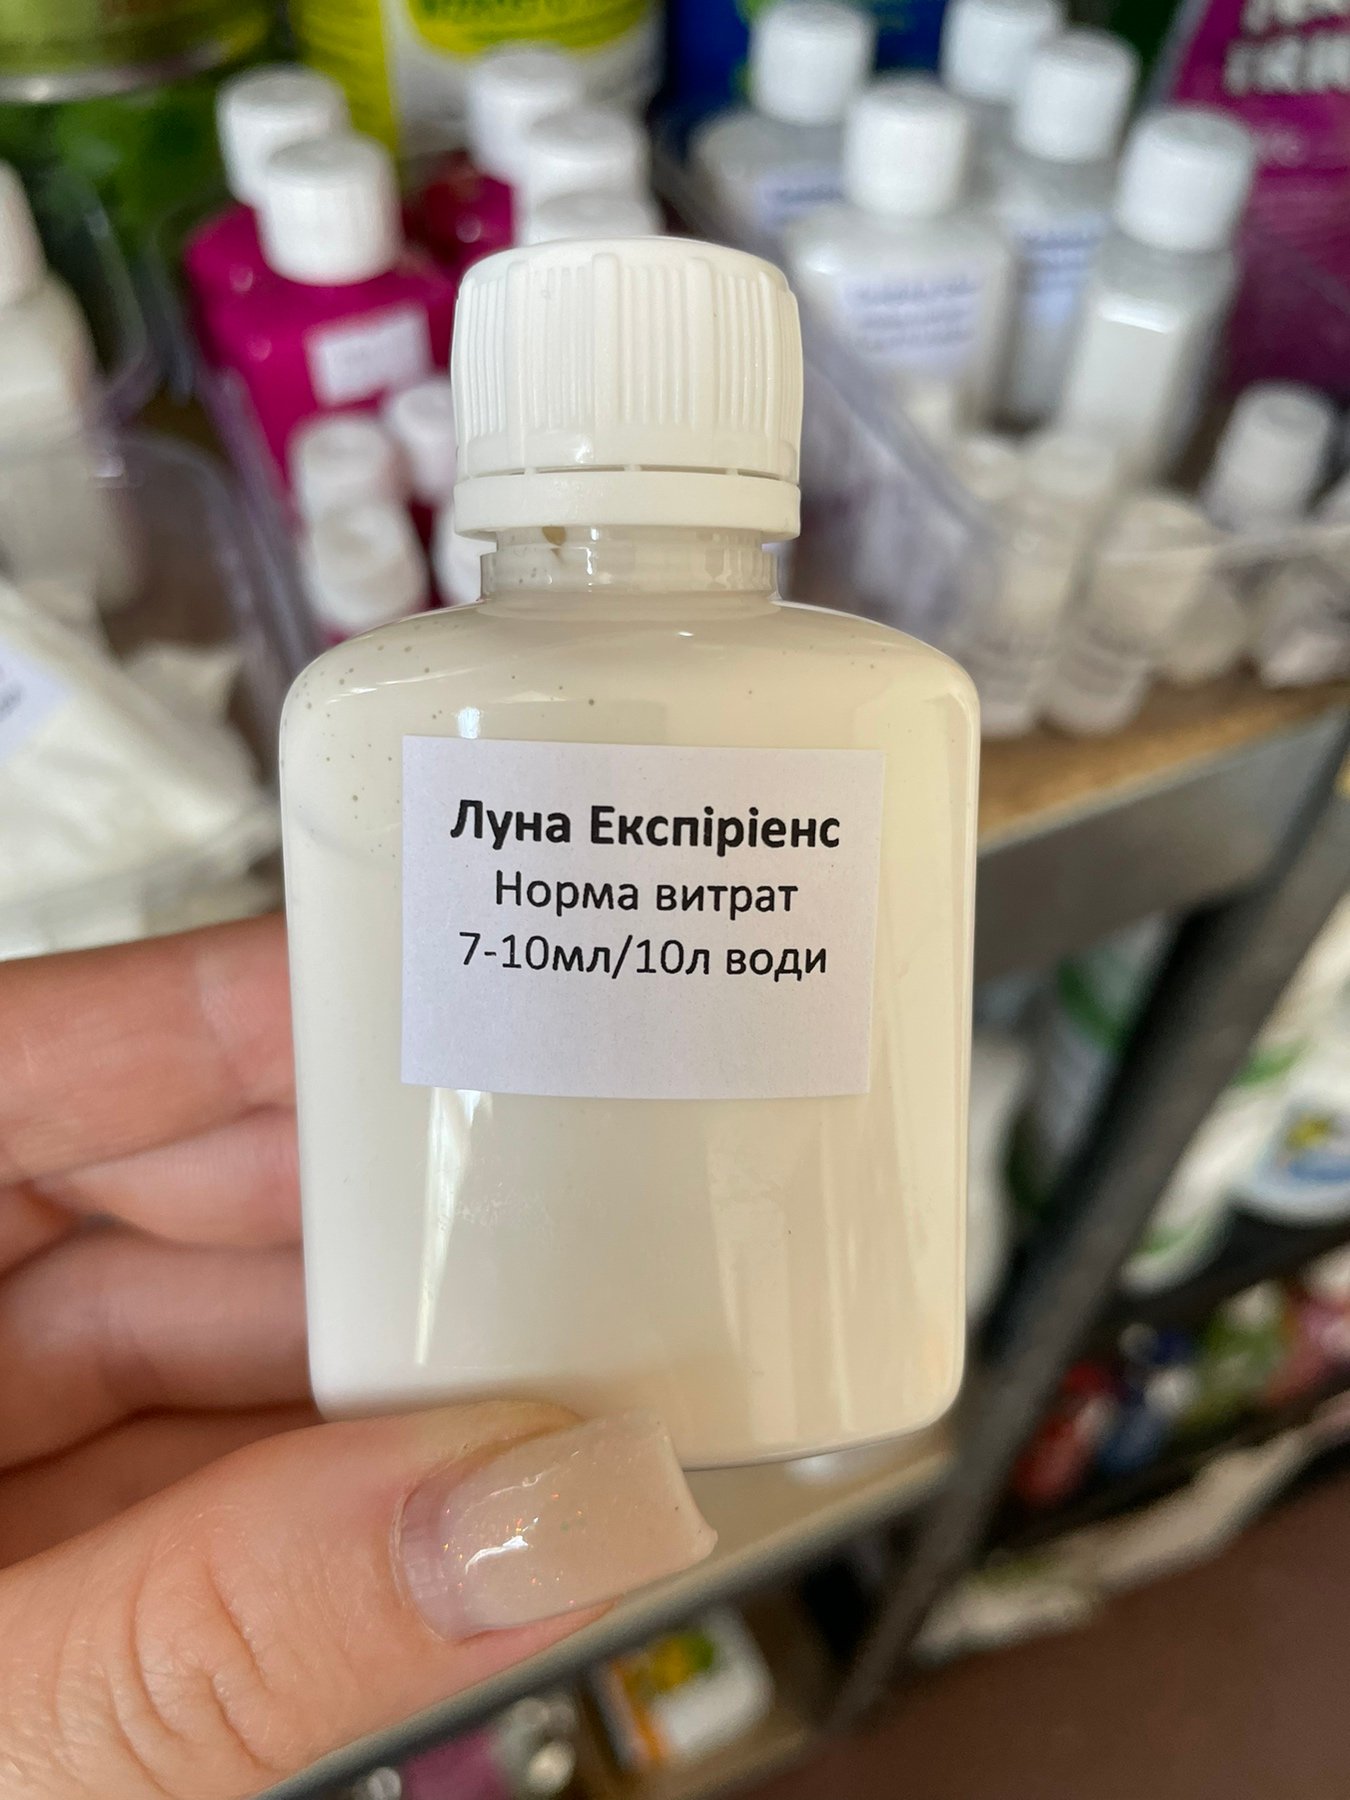 Луна Експіріенс
Норма витрат
7-10мл/10л води